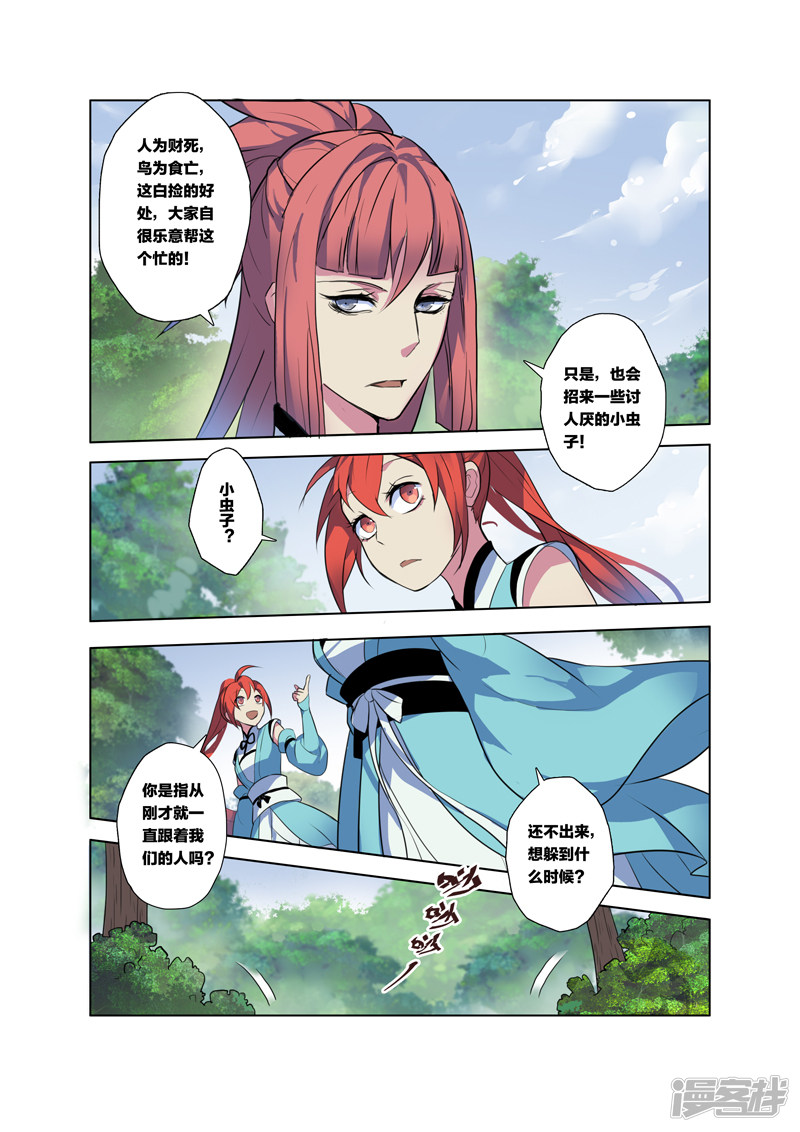 人为财死，
鸟为食亡，
这白捡的好
处，大家自
很乐意帮这
个忙的！
只是，也会
招来一些讨
人厌的小虫
子！
小虫子？
你是指从
刚才就一
直跟着我
们的人吗？
还不出来，
想躲到什
么时候？
哈
哈
哈
漫客栈